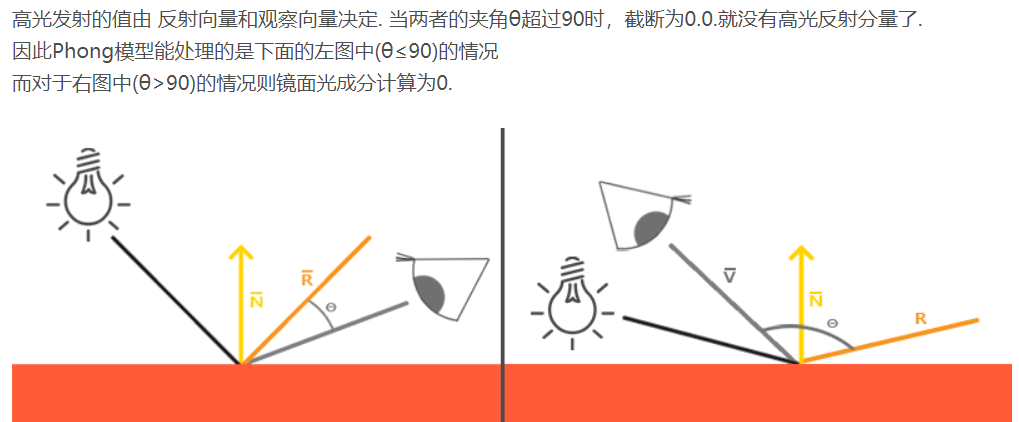 高光发射的值由 反射向量和观察向量决定. 当两者的夹角θ超过90时，截断为0.0.就没有高光反射分量了.
因此Phong模型能处理的是下面的左图中(θ≤90)的情况
而对于右图中(θ>90)的情况则镜面光成分计算为0.
N̅
R̅
Θ
V̅
N̅
Θ
R